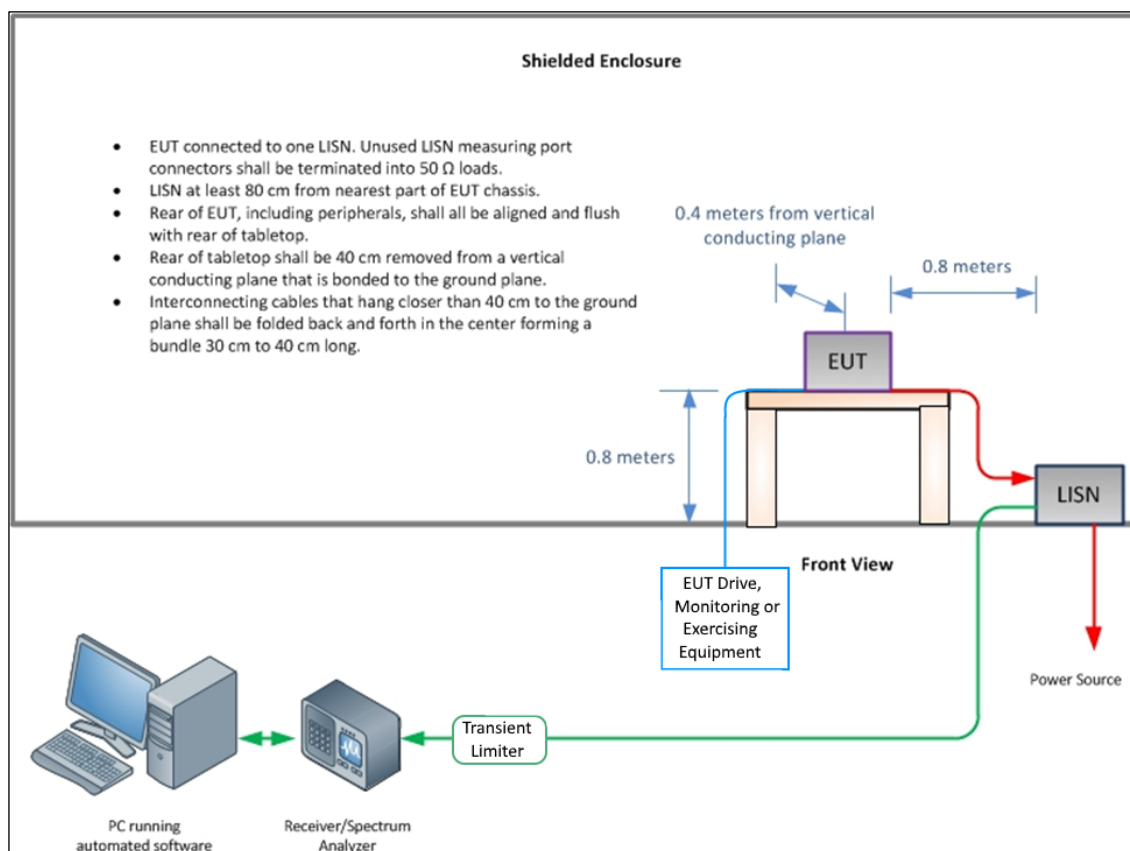 Shielded Enclosure
• EUT connected to one LISN. Unused LISN measuring port
connectors shall be terminated into 50 Ω loads.
• LISN at least 80 cm from nearest part of EUT chassis.
• Rear of EUT, including peripherals, shall all be aligned and flush
with rear of tabletop.
• Rear of tabletop shall be 40 cm removed from a vertical
conducting plane that is bonded to the ground plane.
• Interconnecting cables that hang closer than 40 cm to the ground
plane shall be folded back and forth in the center forming a
bundle 30 cm to 40 cm long.
0.4 meters from vertical
conducting plane
0.8 meters
EUT
0.8 meters
LISN
Front View
EUT Drive,
Monitoring or
Exercising
Equipment
Power Source
Transient
Limiter
PC running
automated software
Receiver/Spectrum
Analyzer